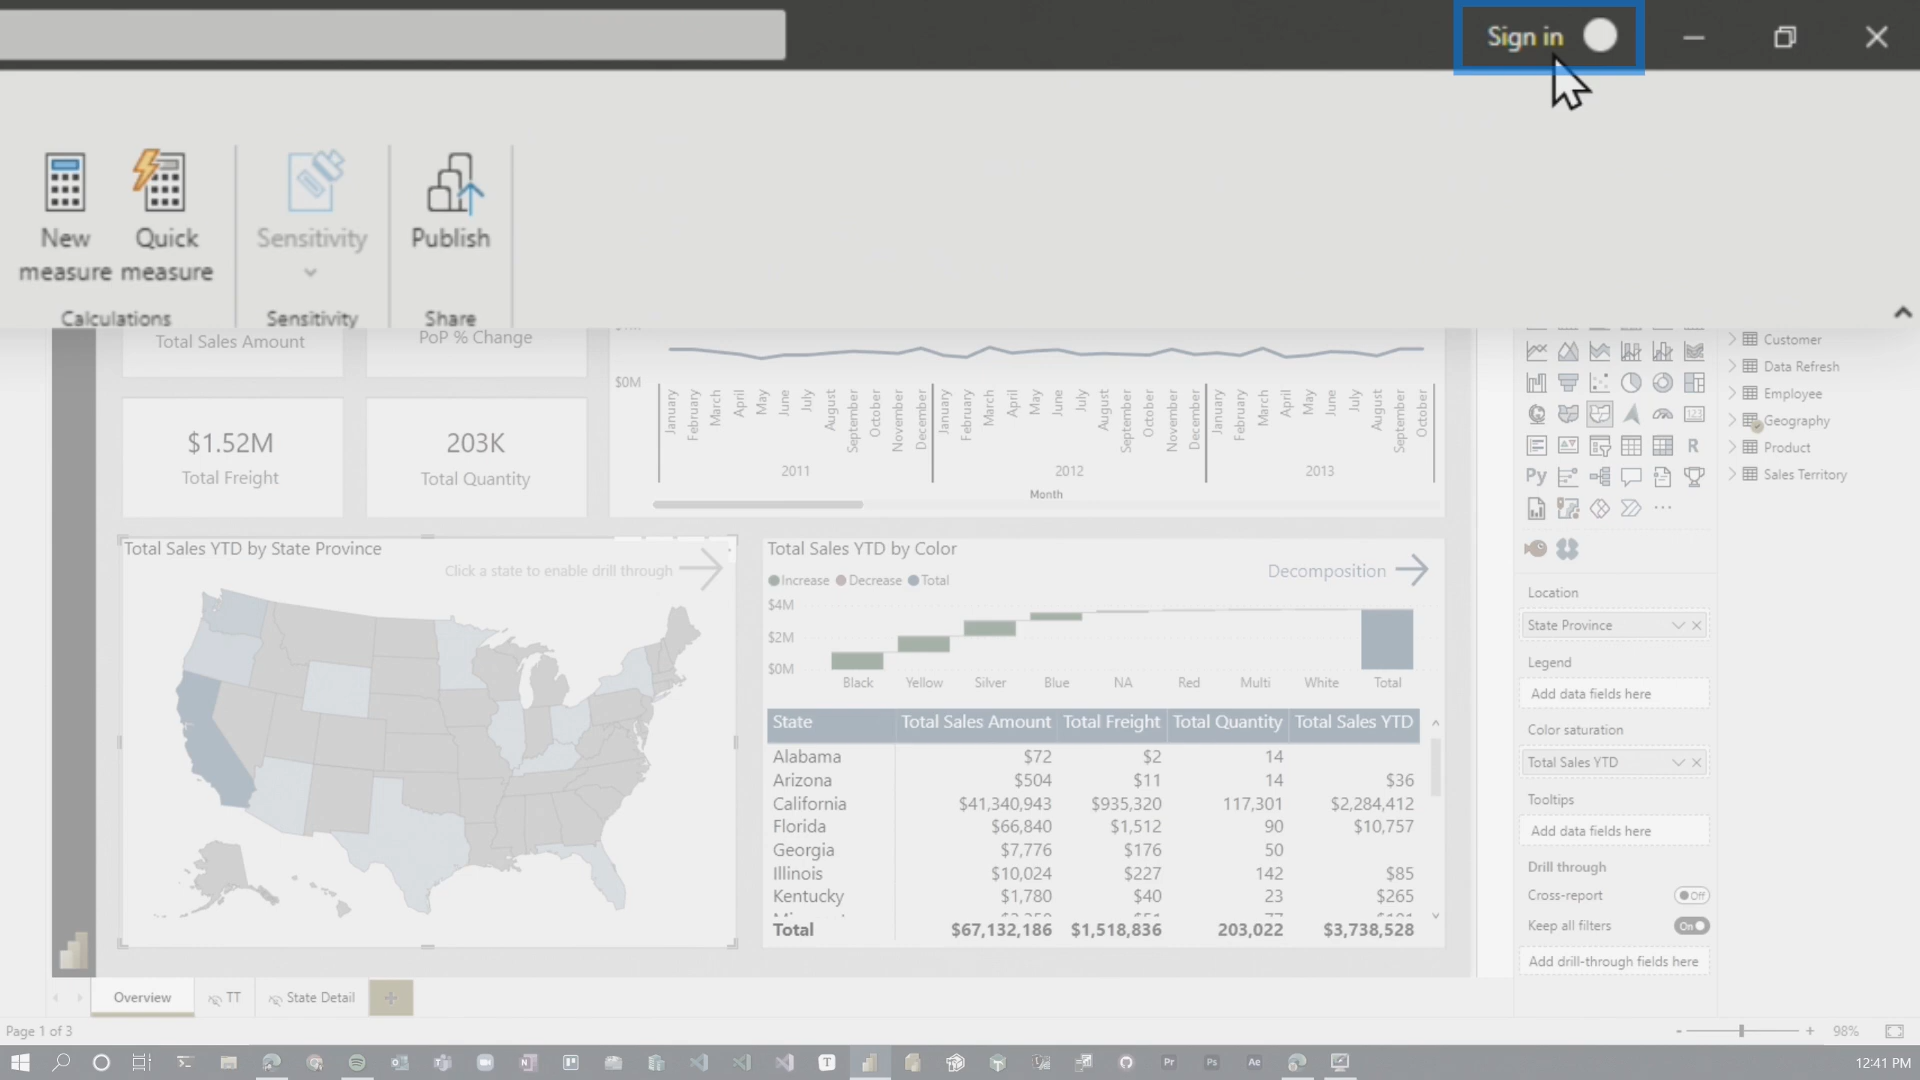 Sign in
New measure
Quick measure
Sensitivity
Publish
Calculations
Sensitivity
Share
Total Sales Amount
PoP % Change
$1.52M
Total Freight
203K
Total Quantity
$0M
January February March April May June July August September October November December January February March April May June July August September October November December January February March April May June July August September October
2011
2012
2013
Month
Customer
Data Refresh
Employee
Geography
Product
Sales Territory
123
R
Py
Total Sales YTD by State Province
Click a state to enable drill through
Total Sales YTD by Color
Increase Decrease Total
Decomposition
$4M
$2M
$0M
Black Yellow Silver Blue NA Red Multi White Total
State Total Sales Amount Total Freight Total Quantity Total Sales YTD
Alabama $72 $2 14
Arizona $504 $11 14 $36
California $41,340,943 $935,320 117,301 $2,284,412
Florida $66,840 $1,512 90 $10,757
Georgia $7,776 $176 50
Illinois $10,024 $227 142 $85
Kentucky $1,780 $40 23 $265
Total $67,132,186 $1,518,836 203,022 $3,738,528
Location
State Province
Legend
Add data fields here
Color saturation
Total Sales YTD
Tooltips
Add data fields here
Drill through
Cross-report
Off
Keep all filters
On
Add drill-through fields here
Overview
TT
State Detail
Page 1 of 3
98%
T
Pr
Ps
Ae
12:41 PM